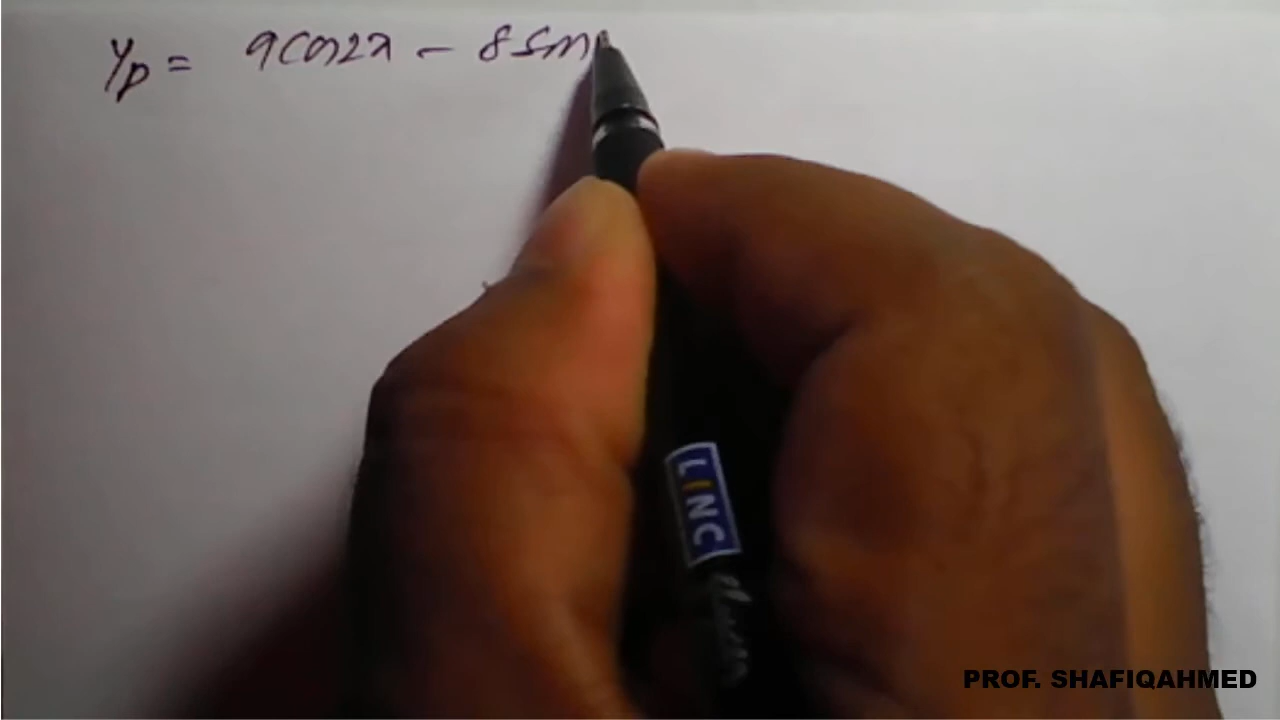 Yp = 9cos2x - 8sin
LINC
PROF. SHAFIQAHMED